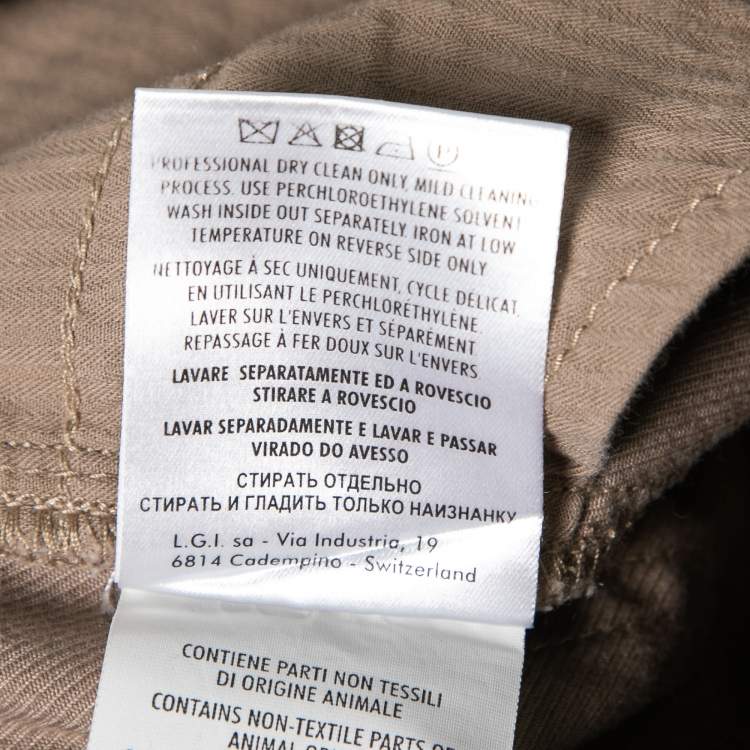 P
PROFESSIONAL DRY CLEAN ONLY, MILD CLEANING
PROCESS. USE PERCHLOROETHYLENE SOLVENT
WASH INSIDE OUT SEPARATELY. IRON AT LOW
TEMPERATURE ON REVERSE SIDE ONLY
NETTOYAGE À SEC UNIQUEMENT, CYCLE DÉLICAT,
EN UTILISANT LE PERCHLORÉTHYLÈNE.
LAVER SUR L'ENVERS ET SÉPARÉMENT
REPASSAGE À FER DOUX SUR L'ENVERS
LAVARE SEPARATAMENTE ED A ROVESCIO
STIRARE A ROVESCIO
LAVAR SEPARADAMENTE E LAVAR E PASSAR
VIRADO DO AVESSO
СТИРАТЬ ОТДЕЛЬНО
СТИРАТЬ И ГЛАДИТЬ ТОЛЬКО НАИЗНАНКУ
L.G.I. sa - Via Industria, 19
6814 Cadempino - Switzerland
CONTIENE PARTI NON TESSILI
DI ORIGINE ANIMALE
CONTAINS NON-TEXTILE PARTS OF
ANIMAL